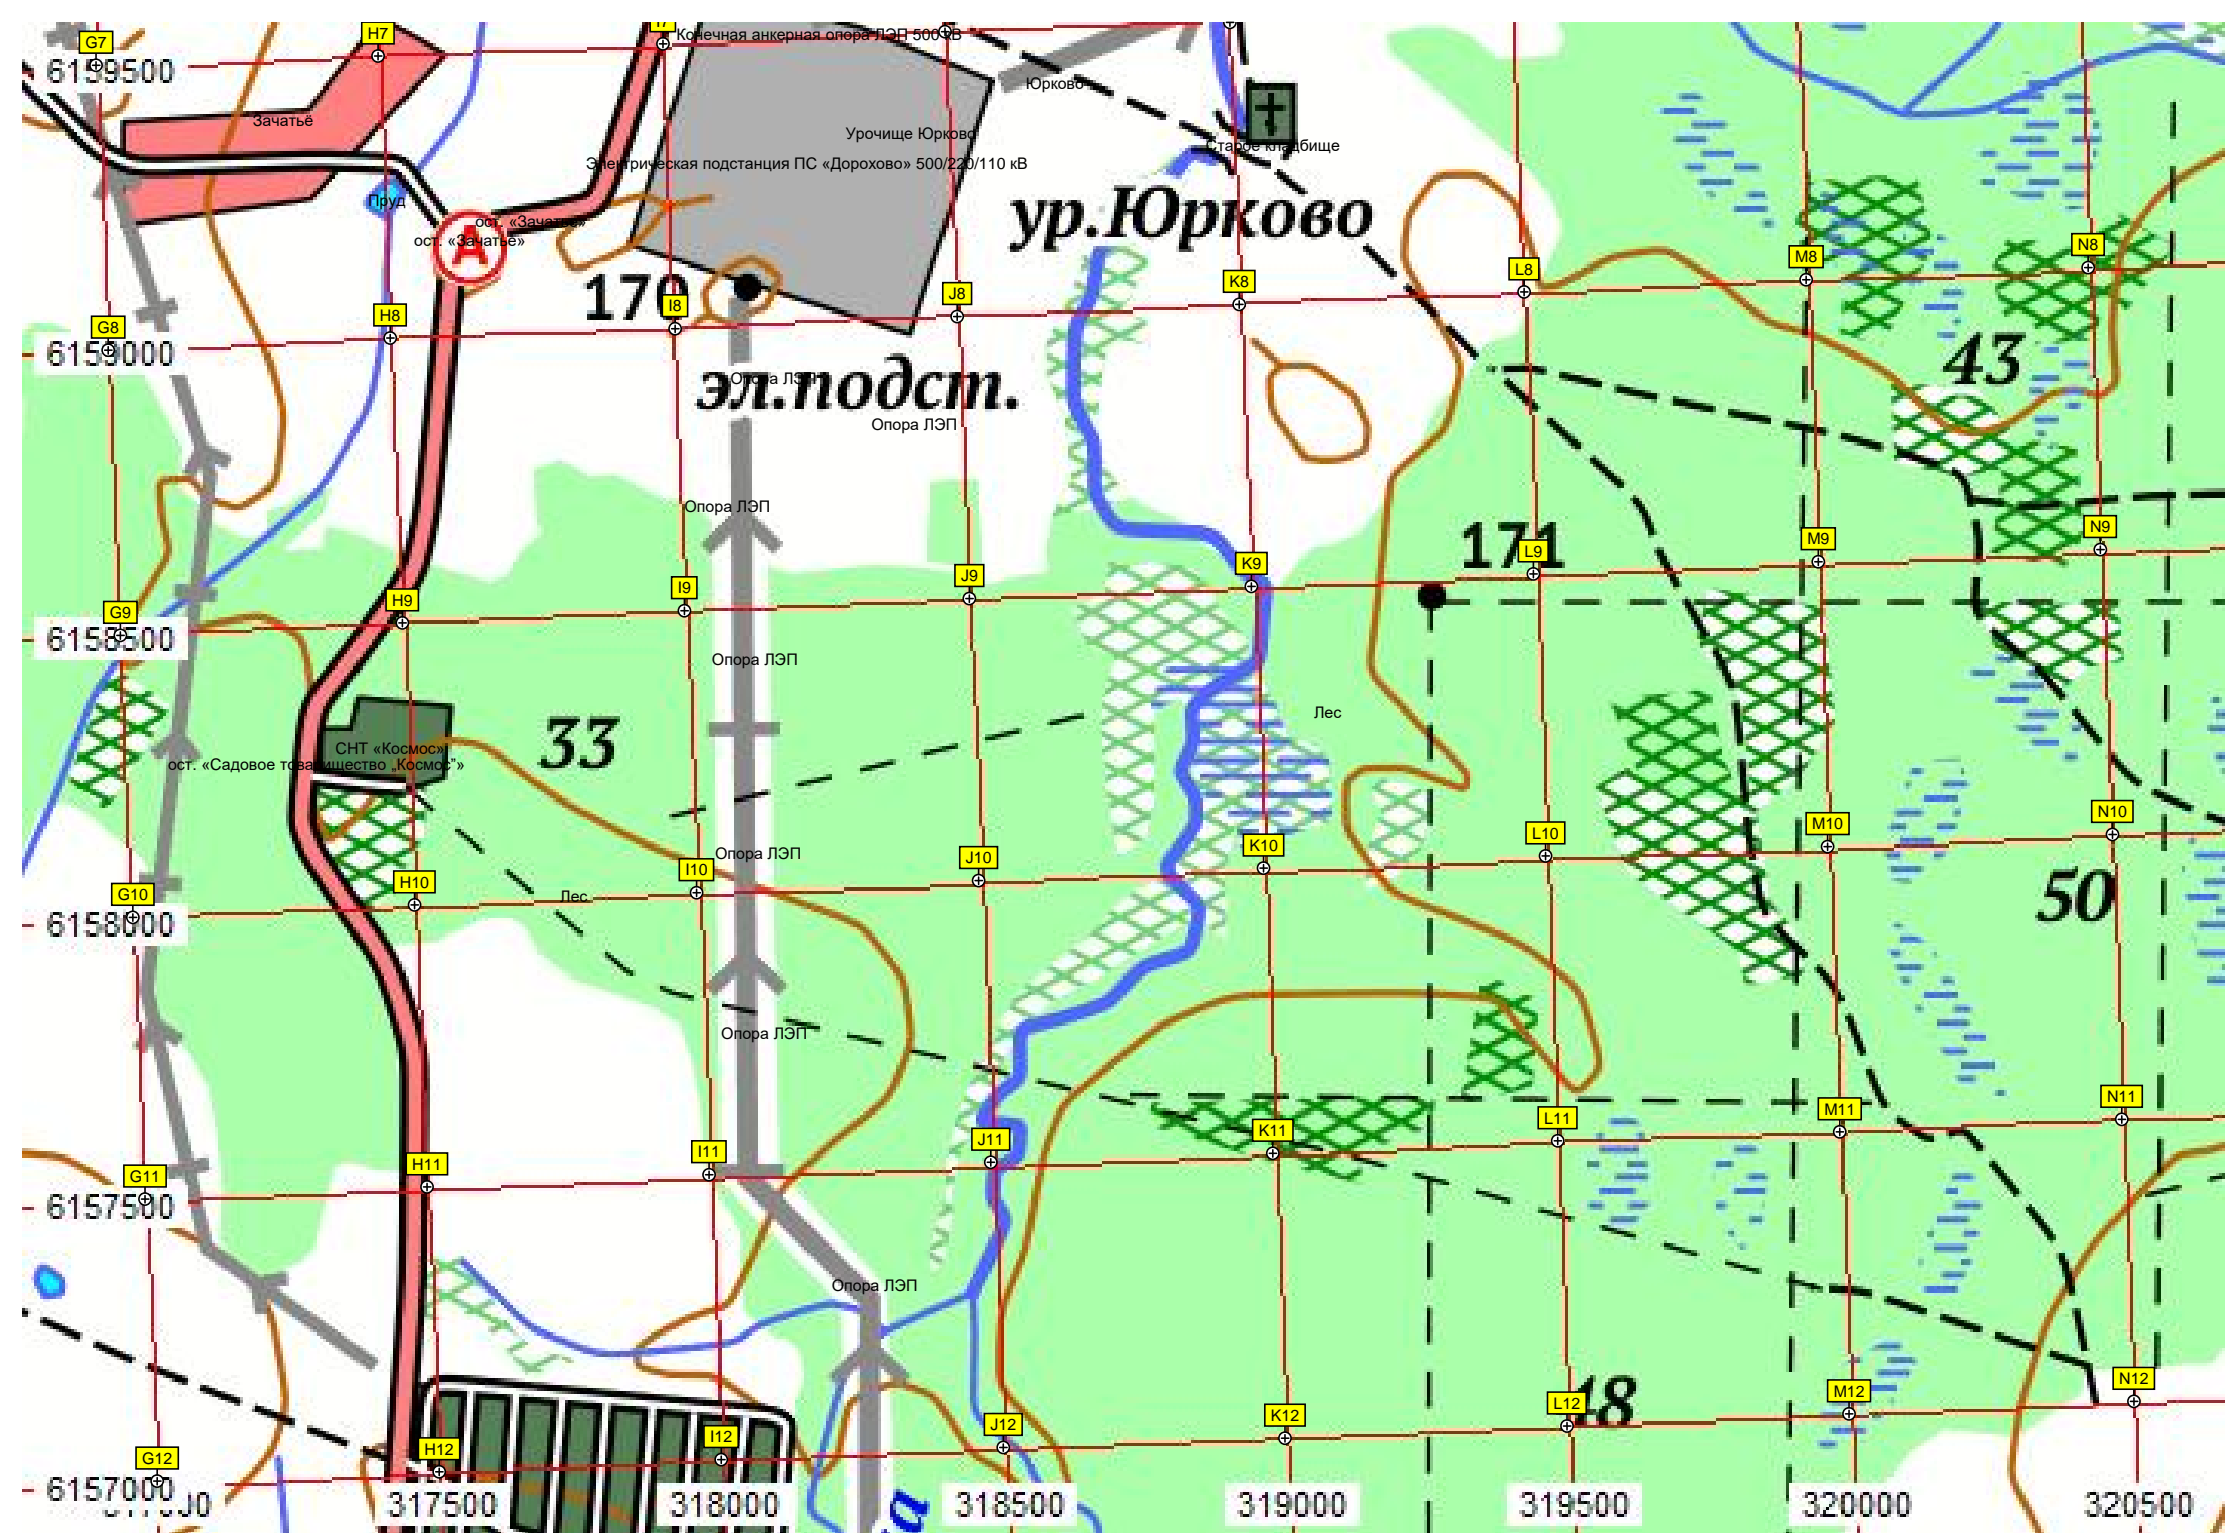 G7
H7
I7
Конечная анкерная опора ЛЭП 500 кВ
6159500
Юрково
Зачатьё
Урочище Юрково
Старое кладбище
Электрическая подстанция ПС «Дорохово» 500/220/110 кВ
Пруд
ост. «Зачатье»
ост. «Зачатье»
А
ур.Юрково
170
G8
H8
I8
J8
K8
L8
M8
N8
6159000
43
Опора ЛЭП
эл.подст.
Опора ЛЭП
Опора ЛЭП
171
G9
H9
I9
J9
K9
L9
M9
N9
6158500
Опора ЛЭП
Лес
33
СНТ «Космос»
ост. «Садовое товарищество „Космос"»
Опора ЛЭП
G10
H10
I10
J10
K10
L10
M10
N10
Лес
50
6158000
Опора ЛЭП
G11
H11
I11
J11
K11
L11
M11
N11
6157500
Опора ЛЭП
48
G12
H12
I12
J12
K12
L12
M12
N12
6157000
317500
318000
318500
319000
319500
320000
320500